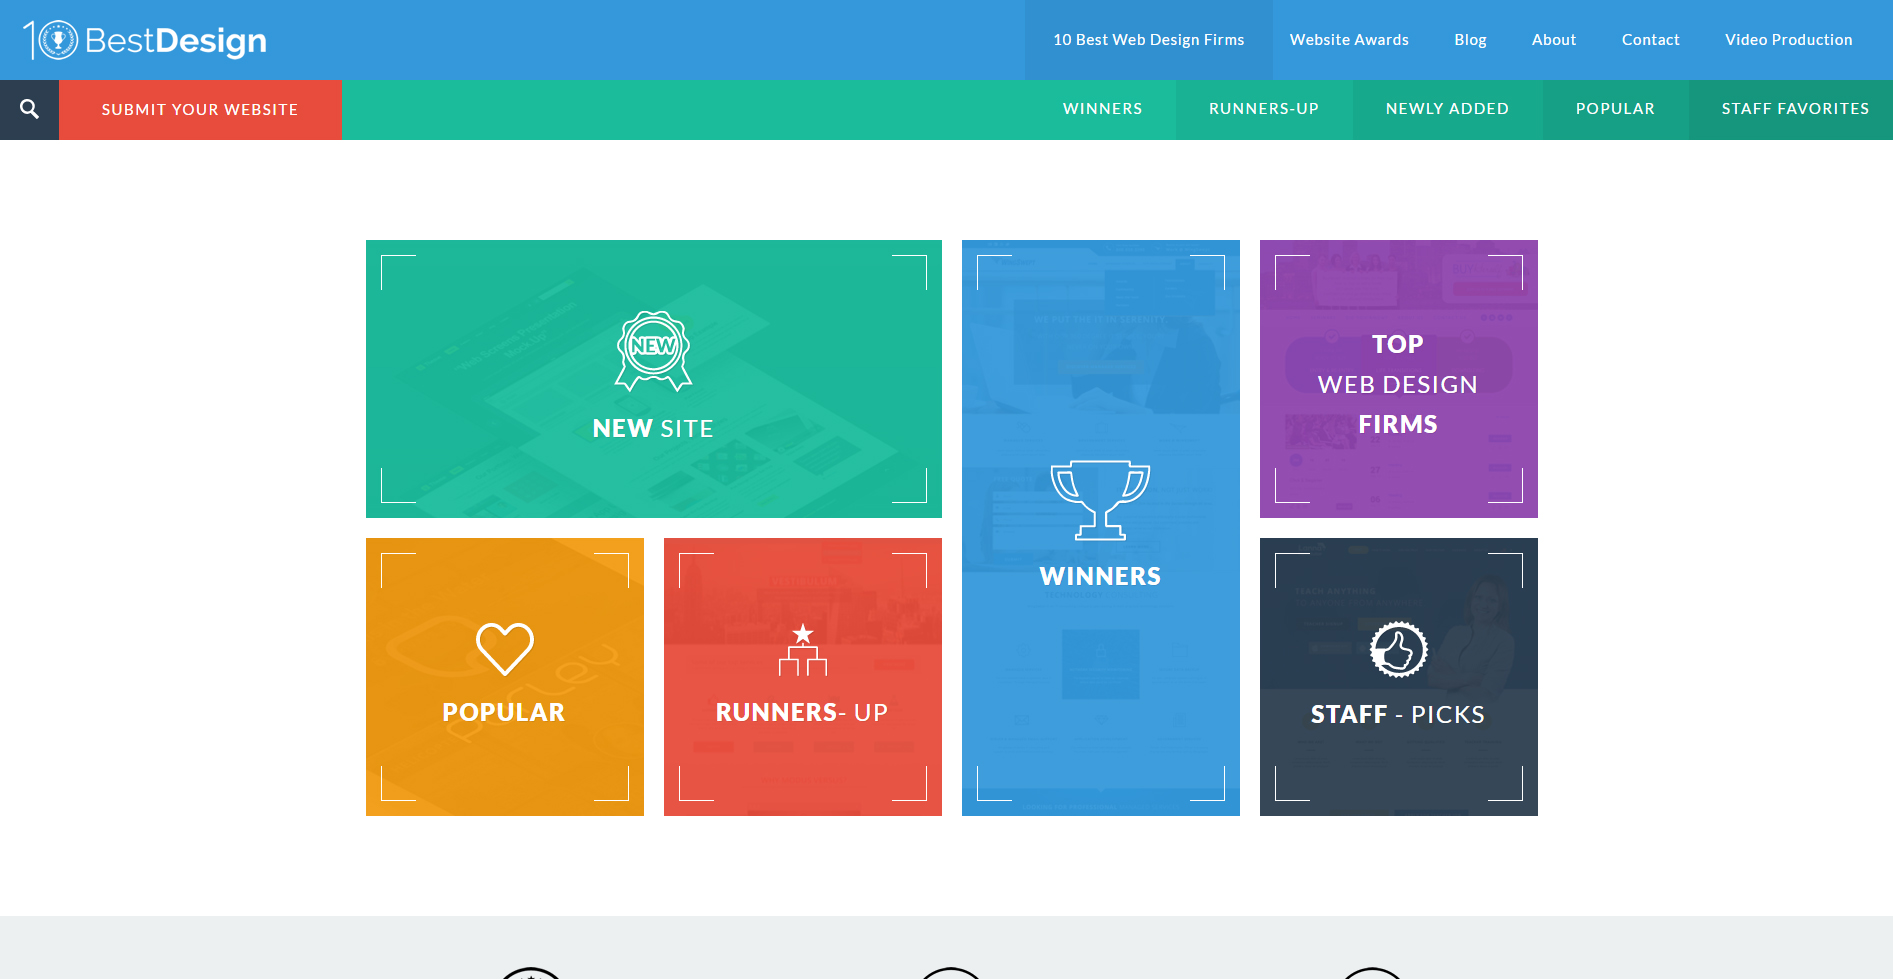 10 BestDesign
10 Best Web Design Firms
Website Awards
Blog
About
Contact
Video Production
SUBMIT YOUR WEBSITE
WINNERS
RUNNERS-UP
NEWLY ADDED
POPULAR
STAFF FAVORITES
NEW
NEW SITE
WINNERS
TOP
WEB DESIGN
FIRMS
POPULAR
RUNNERS- UP
STAFF - PICKS